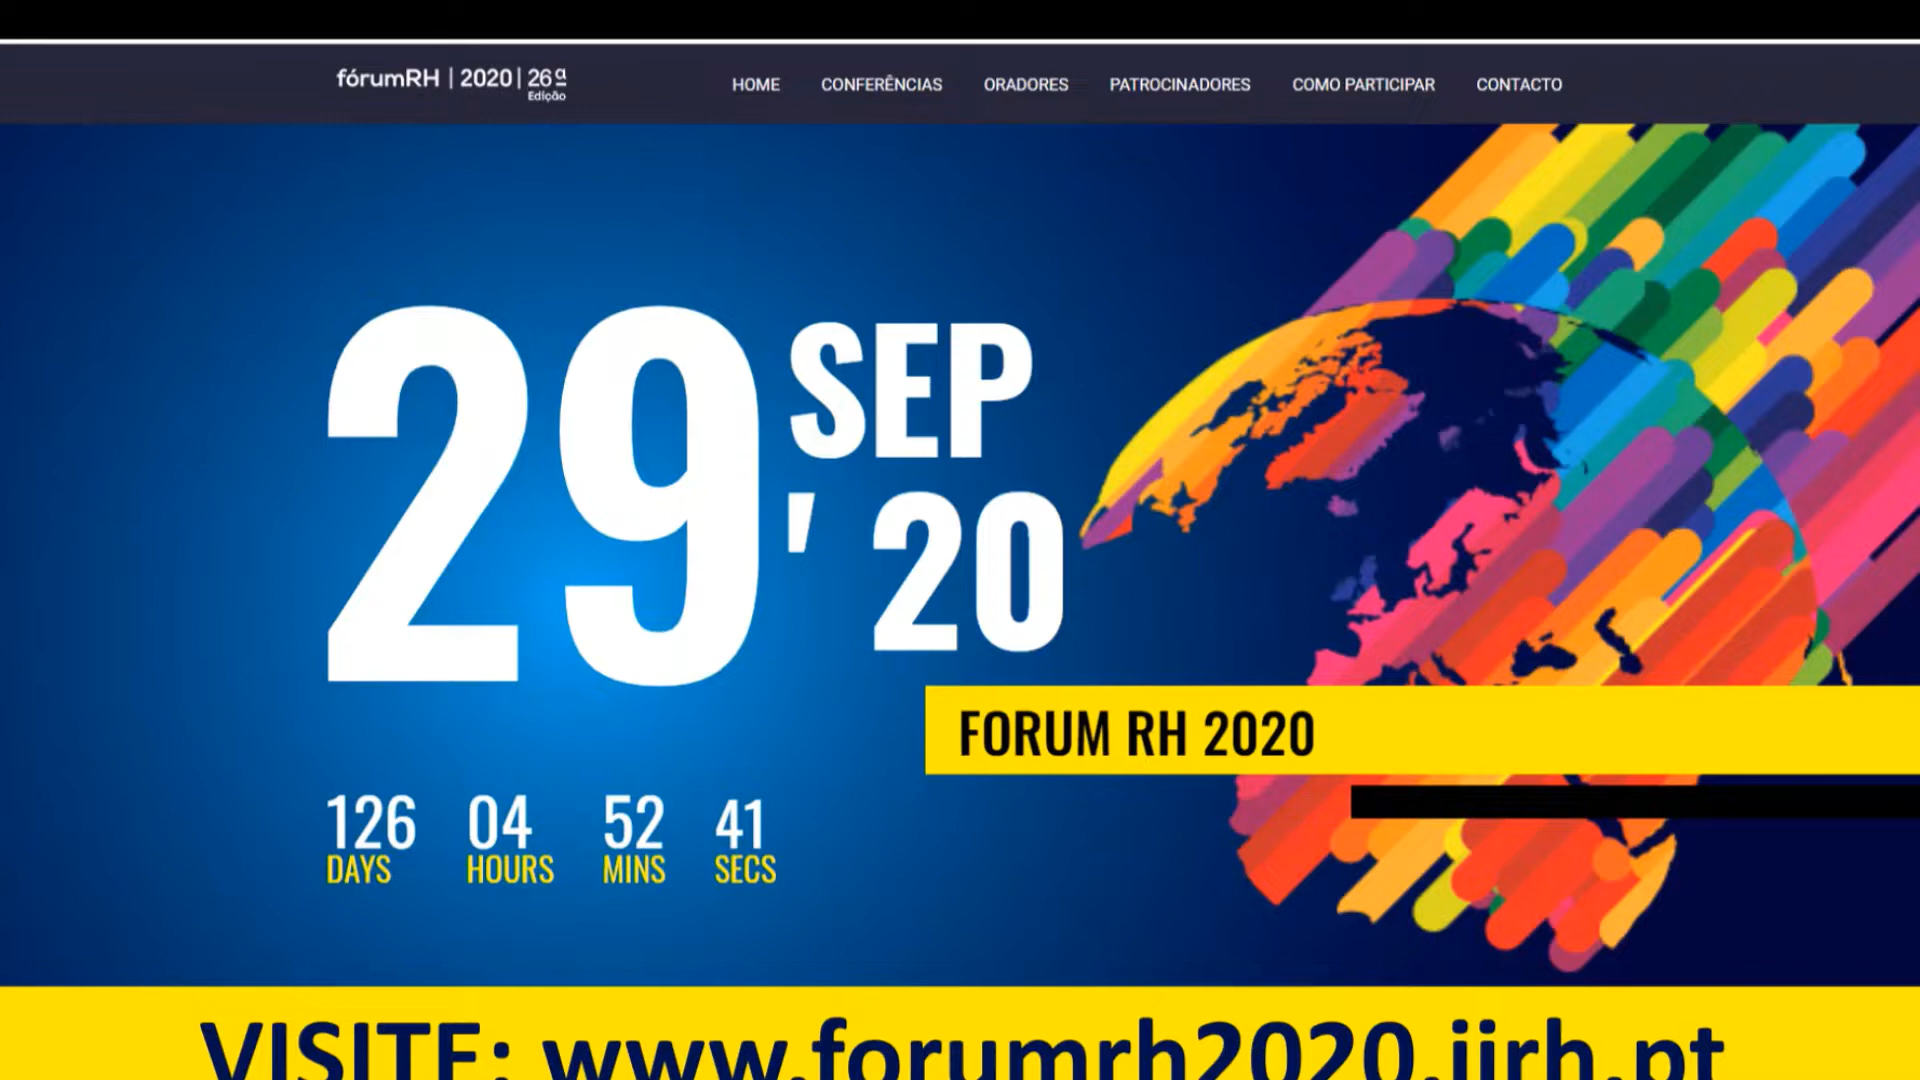 fórumRH | 2020 | 26ª
Edição
HOME CONFERÊNCIAS ORADORES PATROCINADORES COMO PARTICIPAR CONTACTO
29 SEP
' 20
FORUM RH 2020
126 04 52 41
DAYS HOURS MINS SECS
VISITE: www.forumrh2020.iirh.pt